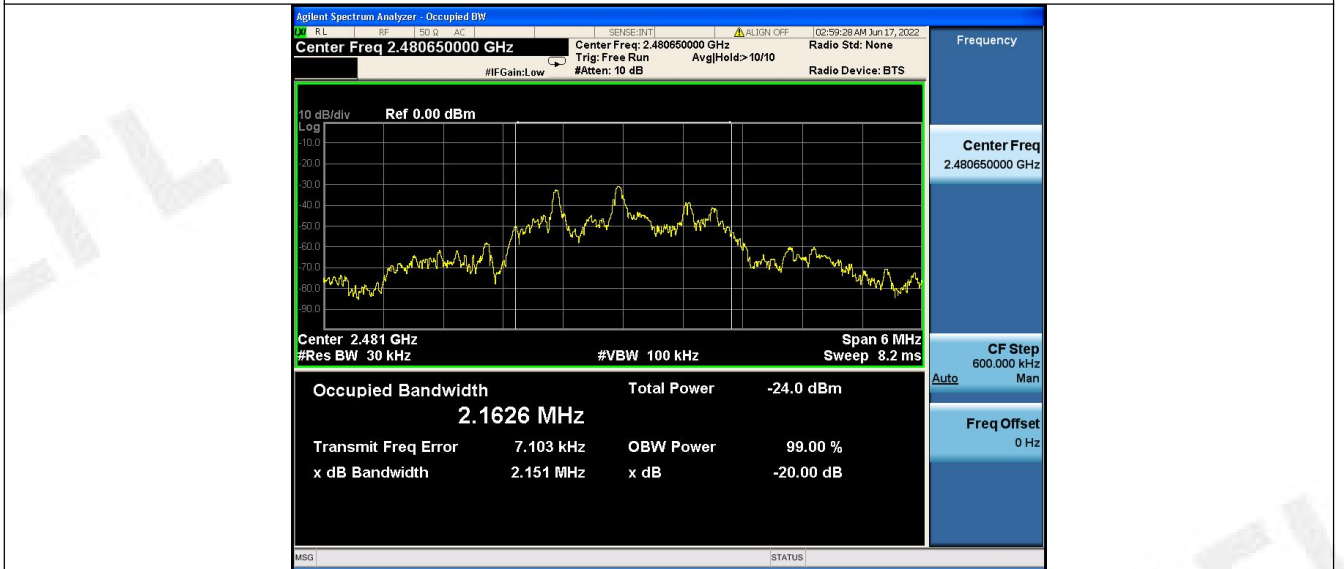 Agilent Spectrum Analyzer - Occupied BW
LXI RL RF 50 Ω AC SENSE:INT ALIGN OFF 02:59:28 AM Jun 17, 2022
Center Freq 2.480650000 GHz
Center Freq: 2.480650000 GHz Radio Std: None
Trig: Free Run Avg|Hold:>10/10
#IFGain:Low #Atten: 10 dB Radio Device: BTS
Frequency
10 dB/div Ref 0.00 dBm
Log
-10.0
-20.0
-30.0
-40.0
-50.0
-60.0
-70.0
-80.0
-90.0
Center 2.481 GHz Span 6 MHz
#Res BW 30 kHz #VBW 100 kHz Sweep 8.2 ms
Occupied Bandwidth Total Power -24.0 dBm
2.1626 MHz
Transmit Freq Error 7.103 kHz OBW Power 99.00 %
x dB Bandwidth 2.151 MHz x dB -20.00 dB
Center Freq
2.480650000 GHz
CF Step
600.000 kHz
Auto Man
Freq Offset
0 Hz
MSG STATUS